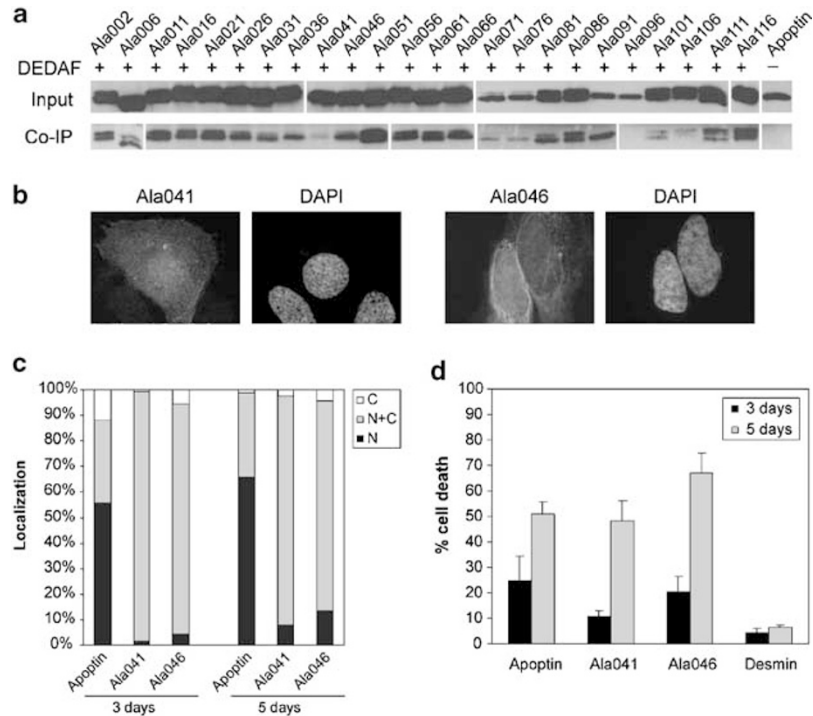 a
Ala002 Ala006 Ala011 Ala016 Ala021 Ala026 Ala031 Ala036 Ala041 Ala046 Ala051 Ala056 Ala061 Ala066 Ala071 Ala076 Ala081 Ala086 Ala091 Ala096 Ala101 Ala106 Ala111 Ala116 Apoptin
DEDAF + + + + + + + + + + + + + + + + + + + + + + + + −
Input
Co-IP
b
Ala041 DAPI Ala046 DAPI
c
Localization
100%
90%
80%
70%
60%
50%
40%
30%
20%
10%
0%
C
N+C
N
Apoptin Ala041 Ala046 Apoptin Ala041 Ala046
3 days 5 days
d
% cell death
100
90
80
70
60
50
40
30
20
10
0
3 days
5 days
Apoptin Ala041 Ala046 Desmin